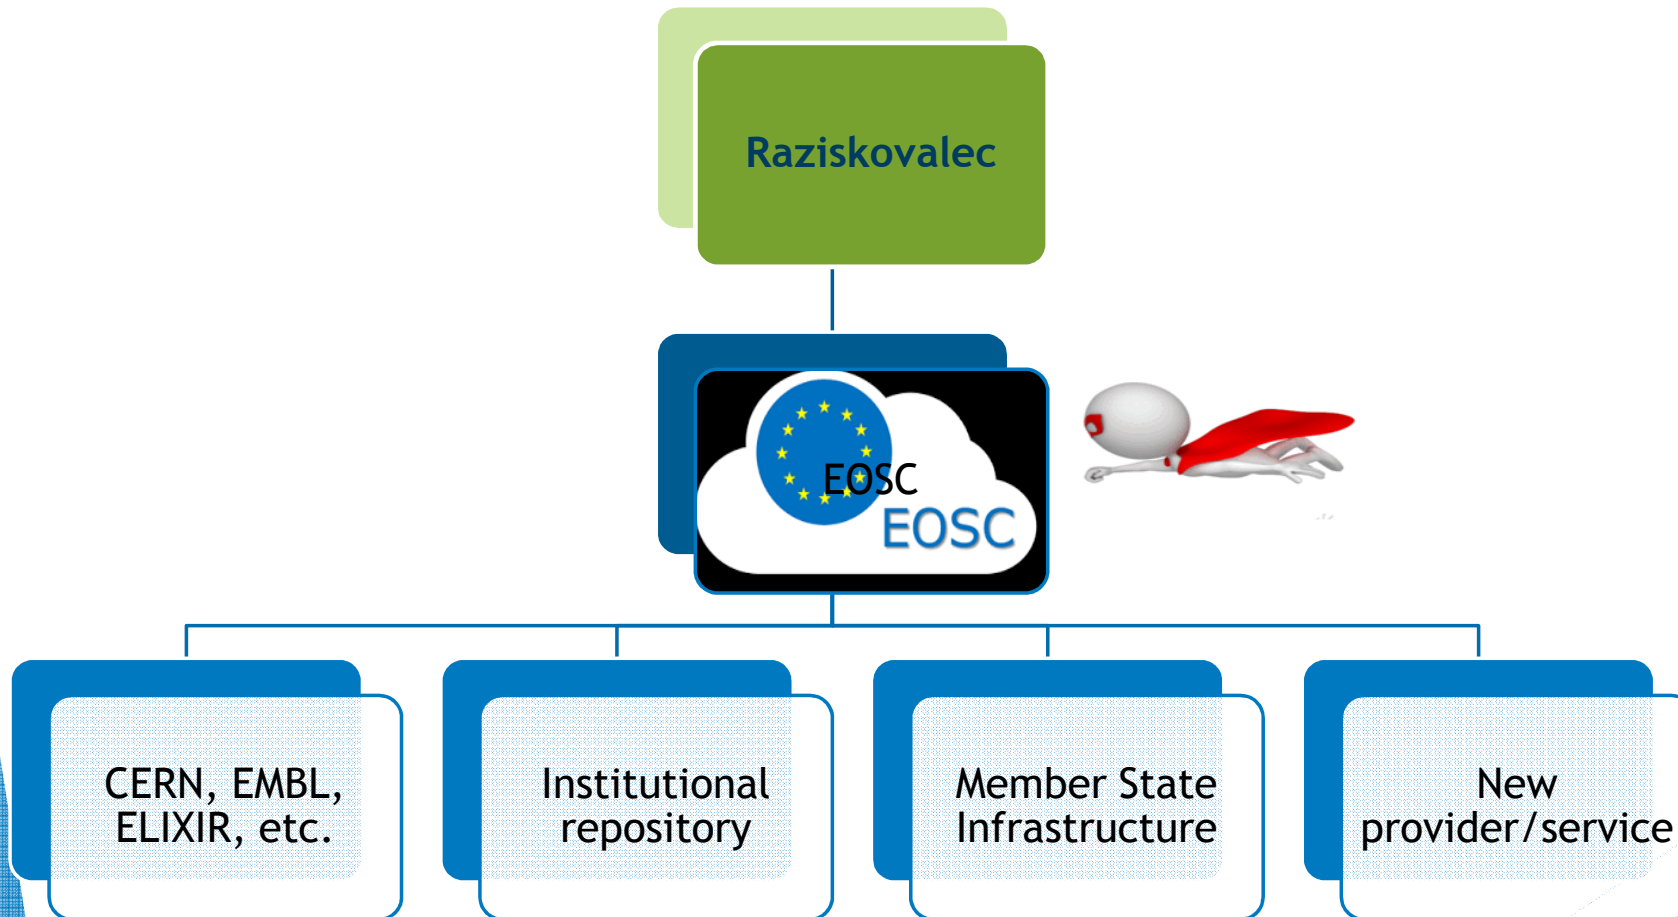 Raziskovalec
EOSC
EOSC
CERN, EMBL,
ELIXIR, etc.
Institutional
repository
Member State
Infrastructure
New
provider/service